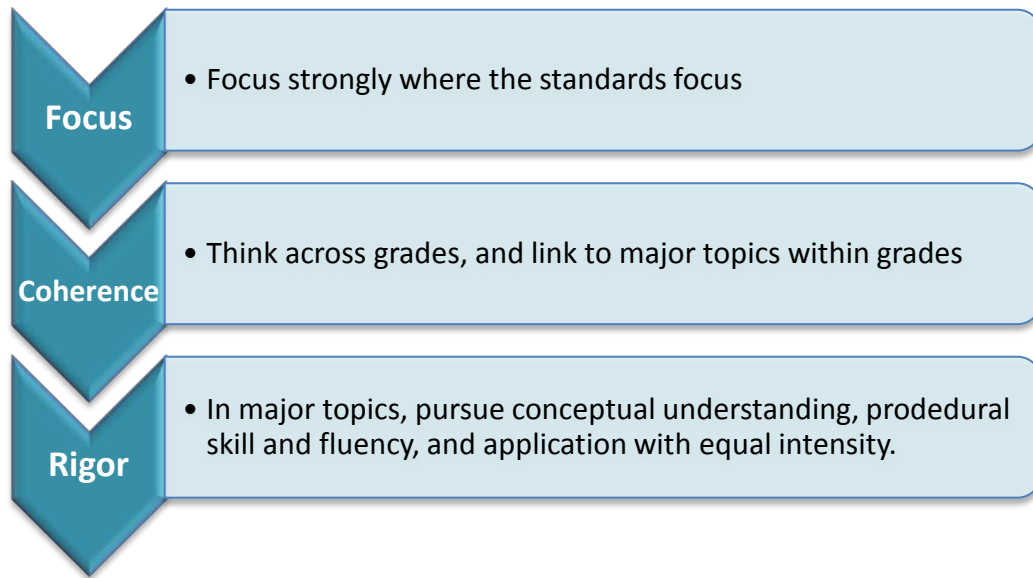 Focus
• Focus strongly where the standards focus
Coherence
• Think across grades, and link to major topics within grades
Rigor
• In major topics, pursue conceptual understanding, prodedural
skill and fluency, and application with equal intensity.